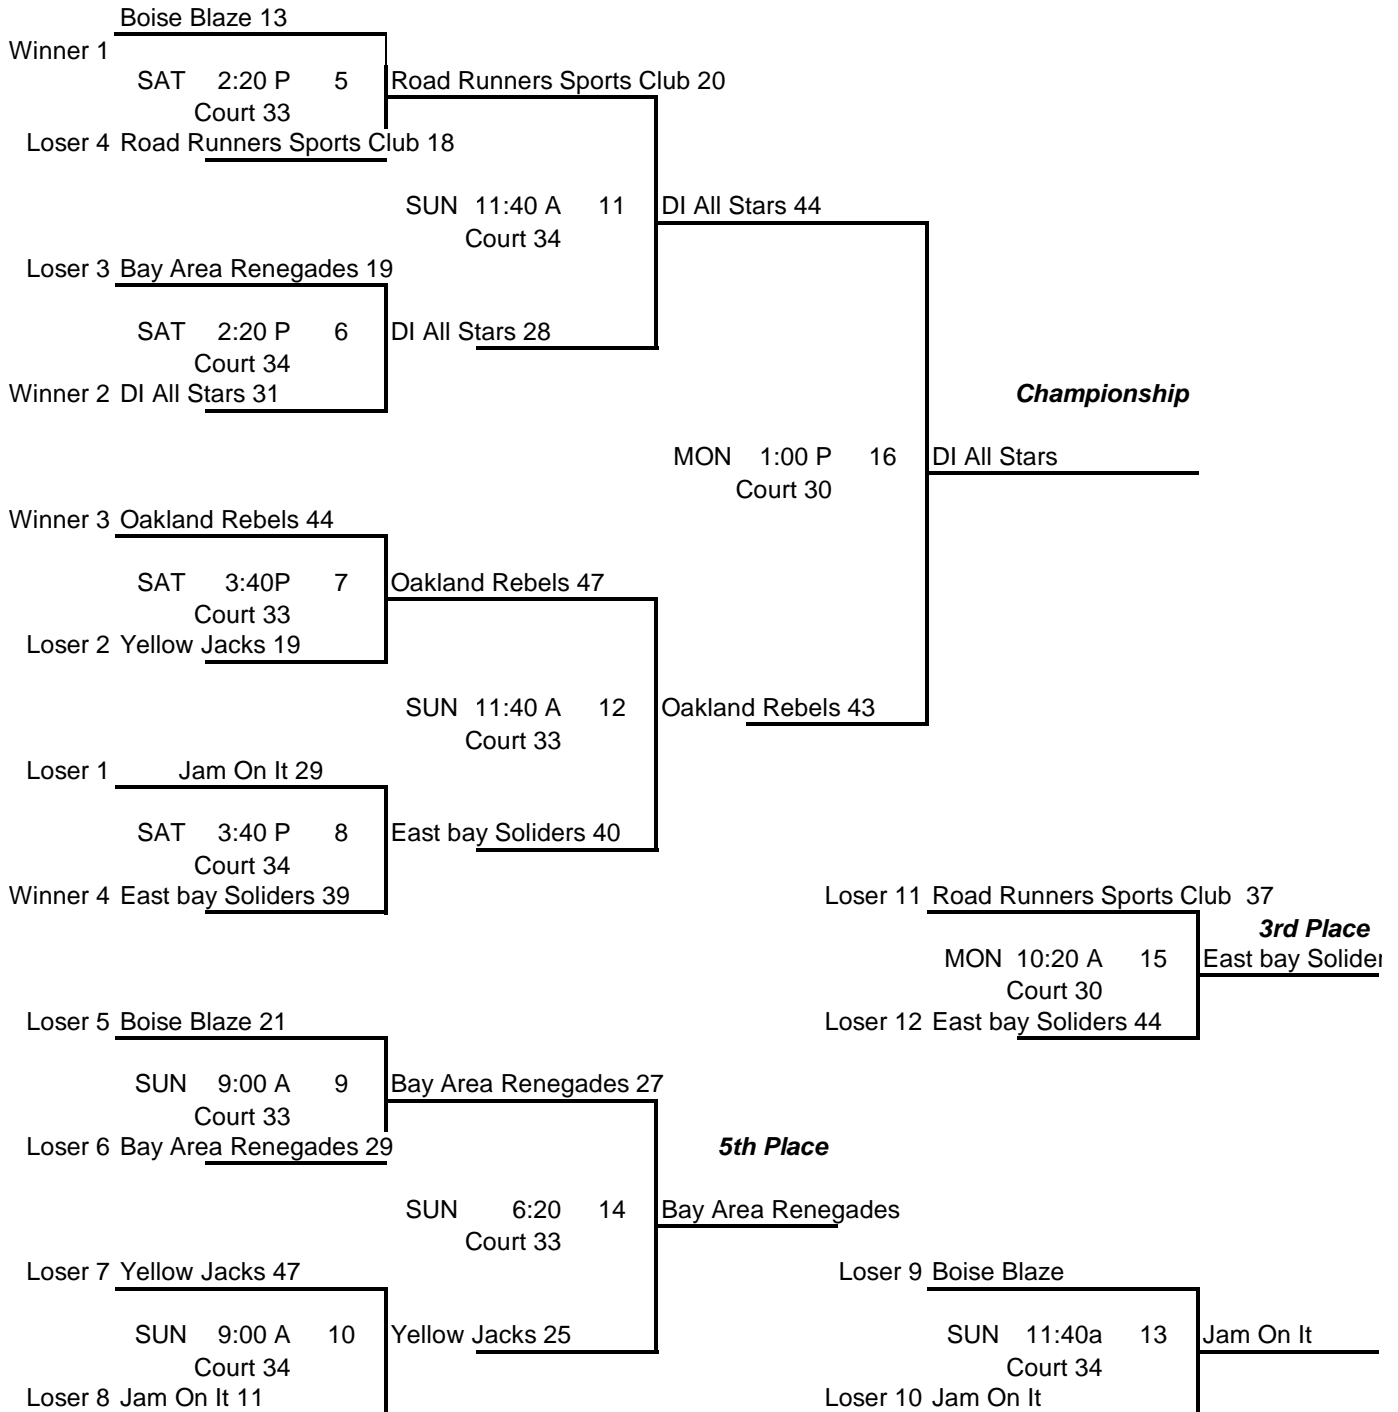 Boise Blaze 13
Winner 1
SAT 2:20 P 5 Road Runners Sports Club 20
Court 33
Loser 4 Road Runners Sports Club 18
SUN 11:40 A 11 DI All Stars 44
Court 34
Loser 3 Bay Area Renegades 19
SAT 2:20 P 6 DI All Stars 28
Court 34
Winner 2 DI All Stars 31 Championship
MON 1:00 P 16 DI All Stars
Court 30
Winner 3 Oakland Rebels 44
SAT 3:40P 7 Oakland Rebels 47
Court 33
Loser 2 Yellow Jacks 19
SUN 11:40 A 12 Oakland Rebels 43
Court 33
Loser 1 Jam On It 29
SAT 3:40 P 8 East bay Soliders 40
Court 34
Winner 4 East bay Soliders 39 Loser 11 Road Runners Sports Club 37
3rd Place
MON 10:20 A 15 East bay Solider
Court 30
Loser 5 Boise Blaze 21 Loser 12 East bay Soliders 44
SUN 9:00 A 9 Bay Area Renegades 27
Court 33
Loser 6 Bay Area Renegades 29 5th Place
SUN 6:20 14 Bay Area Renegades
Court 33
Loser 7 Yellow Jacks 47 Loser 9 Boise Blaze
SUN 9:00 A 10 Yellow Jacks 25 SUN 11:40a 13 Jam On It
Court 34 Court 34
Loser 8 Jam On It 11 Loser 10 Jam On It